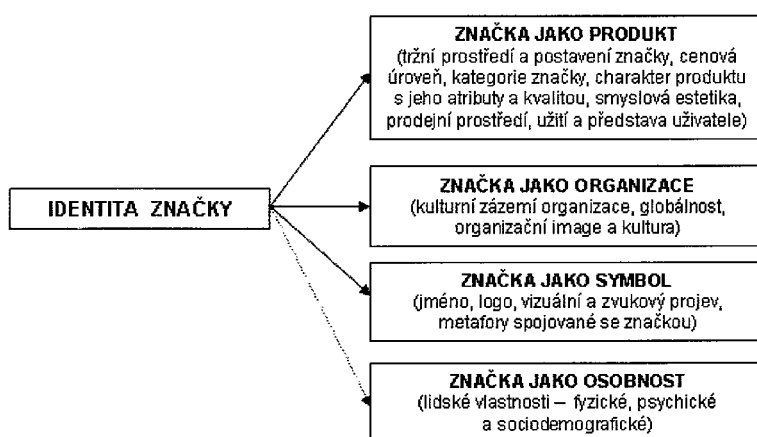 ZNAČKA JAKO PRODUKT
(tržní prostředí a postavení značky, cenová
úroveň, kategorie značky, charakter produktu
s jeho atributy a kvalitou, smyslová estetika,
prodejní prostředí, užití a představa uživatele)
IDENTITA ZNAČKY
ZNAČKA JAKO ORGANIZACE
(kulturní zázemí organizace, globálnost,
organizační image a kultura)
ZNAČKA JAKO SYMBOL
(jméno, logo, vizuální a zvukový projev,
metafory spojované se značkou)
ZNAČKA JAKO OSOBNOST
(lidské vlastnosti – fyzické, psychické
a sociodemografické)